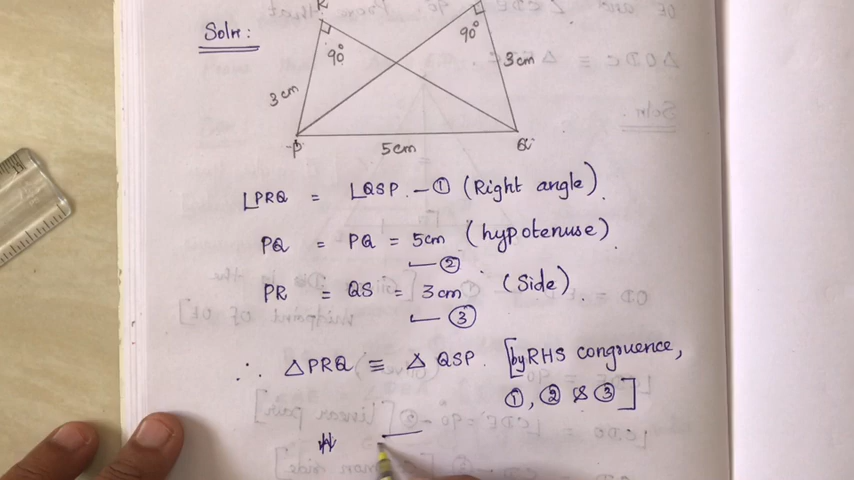 Soln:
R
90°
90°
3cm
3cm
P
Q
5cm
∟PRQ = ∟QSP - ① (Right angle).
PQ = PQ = 5cm (hypotenuse).
②
PR = QS = 3cm (Side).
③
∴ △PRQ ≡ △ QSP. [by RHS congruence,
①, ② & ③]